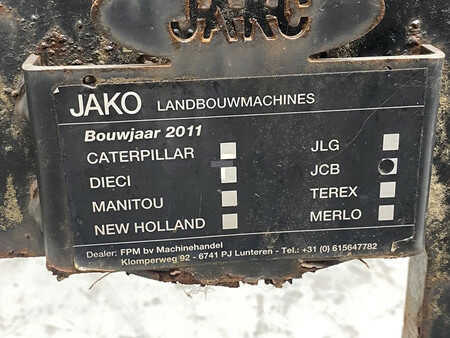 JAKO
JAKO LANDBOUWMACHINES
Bouwjaar 2011
CATERPILLAR
DIECI
MANITOU
NEW HOLLAND
JLG
JCB
TEREX
MERLO
Dealer: FPM bv Machinehandel
Klomperweg 92 - 6741 PJ Lunteren - Tel.: +31 (0) 615647782